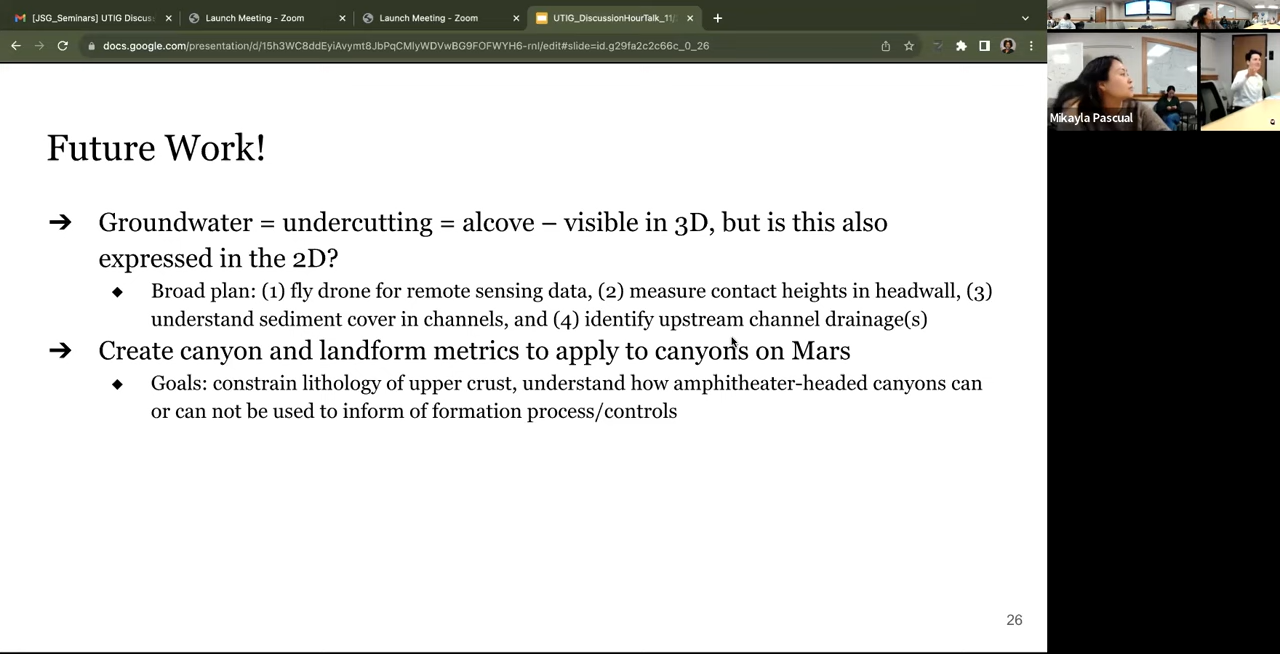 [JSG_Seminars] UTIG Discus
Launch Meeting - Zoom
Launch Meeting - Zoom
UTIG_DiscussionHourTalk_11/
docs.google.com/presentation/d/15h3WC8ddEyiAvymt8JbPqCMlyWDVwBG9FOFWYH6-rnI/edit#slide=id.g29fa2c2c66c_0_26
Future Work!
➔ Groundwater = undercutting = alcove – visible in 3D, but is this also
expressed in the 2D?
◆ Broad plan: (1) fly drone for remote sensing data, (2) measure contact heights in headwall, (3)
understand sediment cover in channels, and (4) identify upstream channel drainage(s)
➔ Create canyon and landform metrics to apply to canyons on Mars
◆ Goals: constrain lithology of upper crust, understand how amphitheater-headed canyons can
or can not be used to inform of formation process/controls
26
Mikayla Pascual